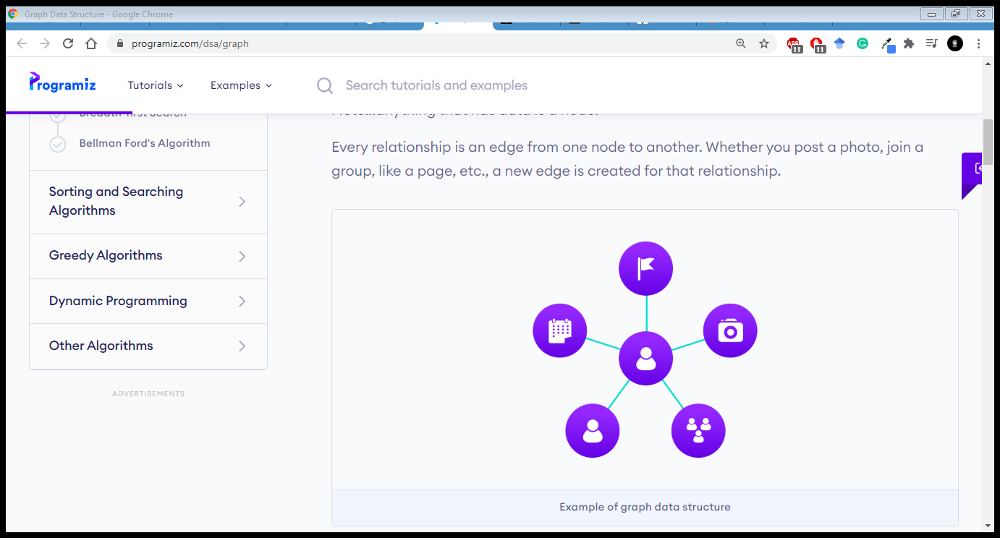 Graph Data Structure - Google Chrome
programiz.com/dsa/graph
ABP
11
11
Programiz
Tutorials
Examples
Search tutorials and examples
Bellman Ford's Algorithm
Sorting and Searching
Algorithms
Greedy Algorithms
Dynamic Programming
Other Algorithms
ADVERTISEMENTS
Every relationship is an edge from one node to another. Whether you post a photo, join a
group, like a page, etc., a new edge is created for that relationship.
Example of graph data structure